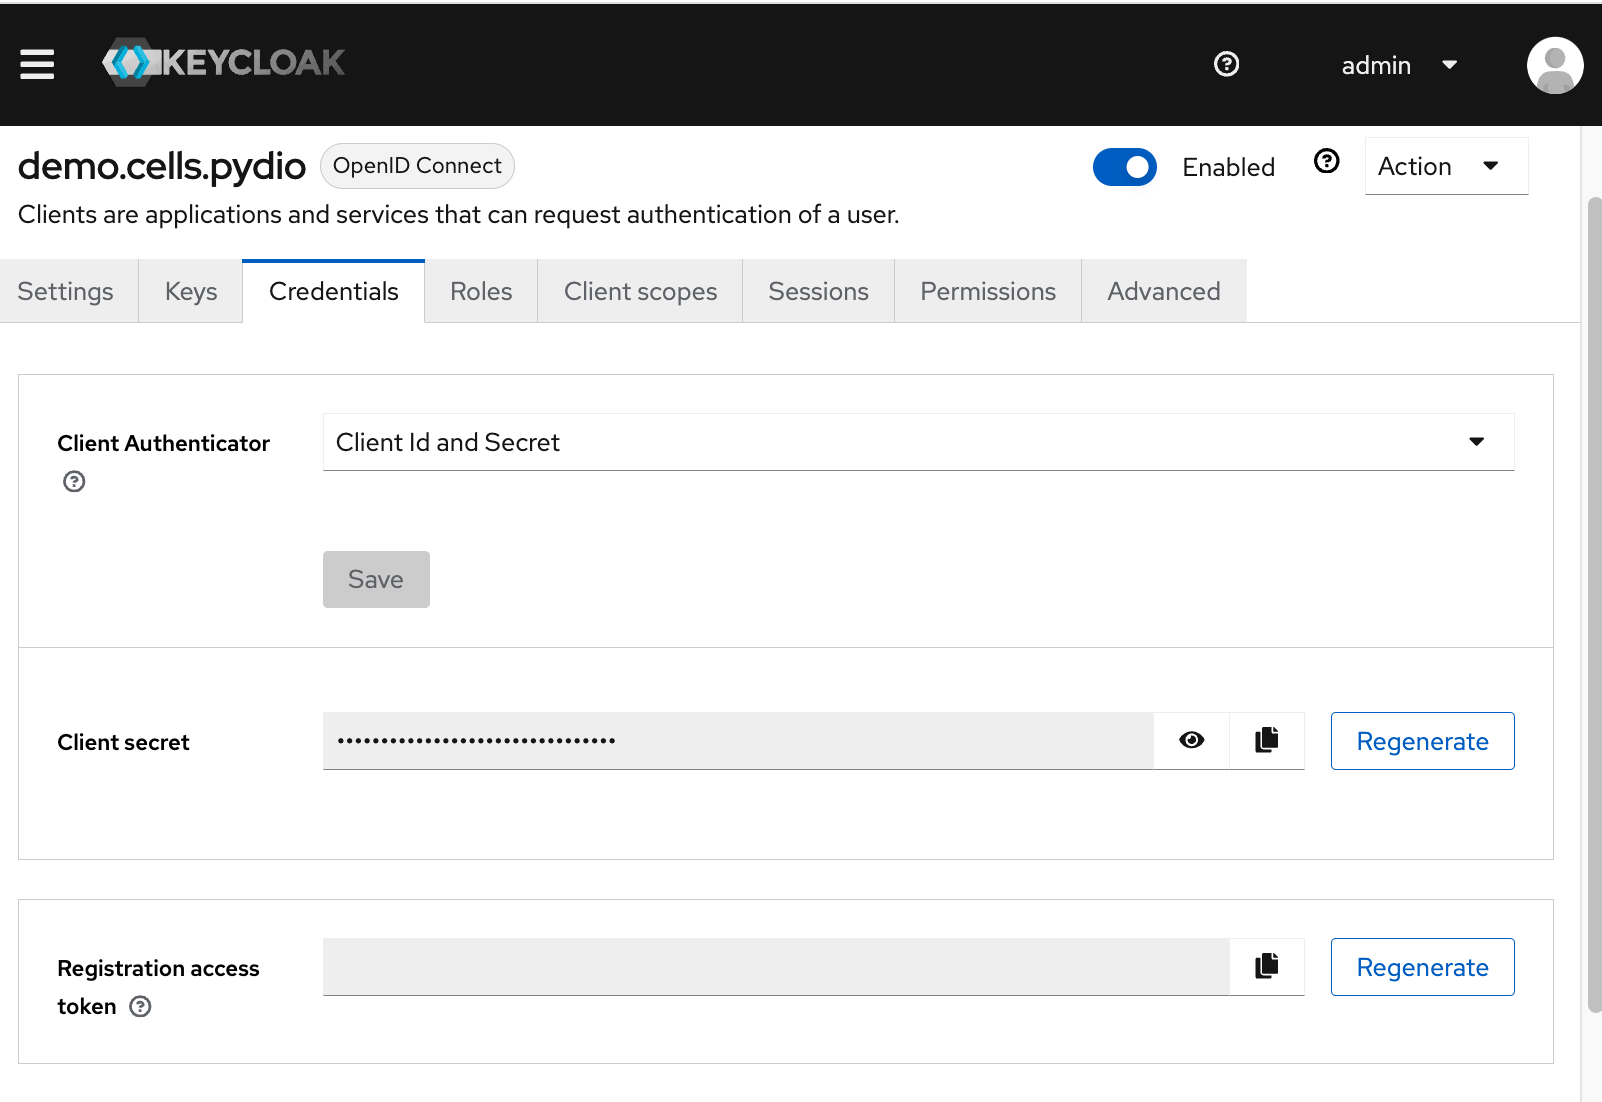 KEYCLOAK
admin
demo.cells.pydio OpenID Connect
Enabled
Action
Clients are applications and services that can request authentication of a user.
Settings Keys Credentials Roles Client scopes Sessions Permissions Advanced
Client Authenticator
Client Id and Secret
Save
Client secret
••••••••••••••••••••••••••••••••
Regenerate
Registration access
token
Regenerate